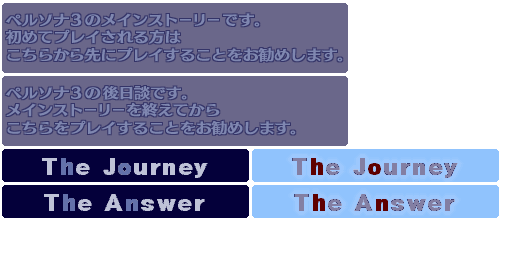 ペルソナ3のメインストーリーです。
初めてプレイされる方は
こちらから先にプレイすることをお勧めします。
ペルソナ3の後日談です。
メインストーリーを終えてから
こちらをプレイすることをお勧めします。
The Journey
The Journey
The Answer
The Answer